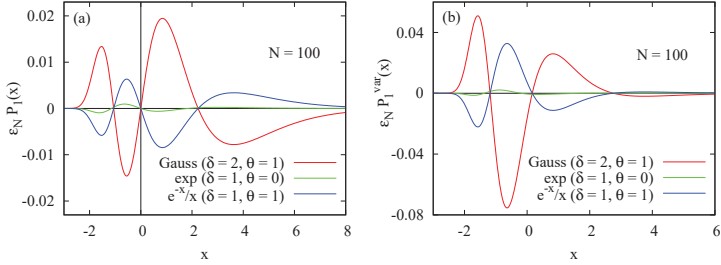 (a)
N = 100
0.02
0.01
0
-0.01
-0.02
ε_N P_1(x)
Gauss (δ = 2, θ = 1)
exp (δ = 1, θ = 0)
e^{-x}/x (δ = 1, θ = 1)
-2 0 2 4 6 8
x
(b)
N = 100
0.04
0
-0.04
-0.08
ε_N P_1^{var}(x)
Gauss (δ = 2, θ = 1)
exp (δ = 1, θ = 0)
e^{-x}/x (δ = 1, θ = 1)
-2 0 2 4 6
x